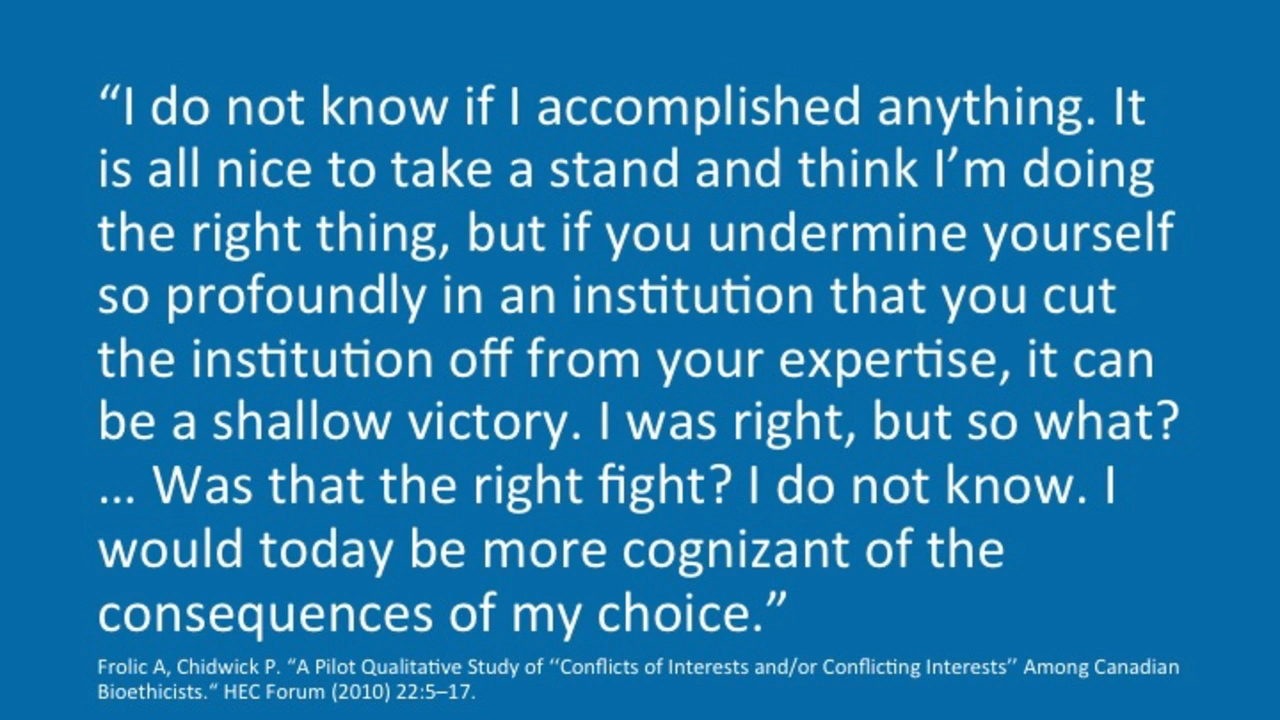 “I do not know if I accomplished anything. It
is all nice to take a stand and think I’m doing
the right thing, but if you undermine yourself
so profoundly in an institution that you cut
the institution off from your expertise, it can
be a shallow victory. I was right, but so what?
... Was that the right fight? I do not know. I
would today be more cognizant of the
consequences of my choice.”
Frolic A, Chidwick P. “A Pilot Qualitative Study of ‘‘Conflicts of Interests and/or Conflicting Interests’’ Among Canadian
Bioethicists.“ HEC Forum (2010) 22:5–17.